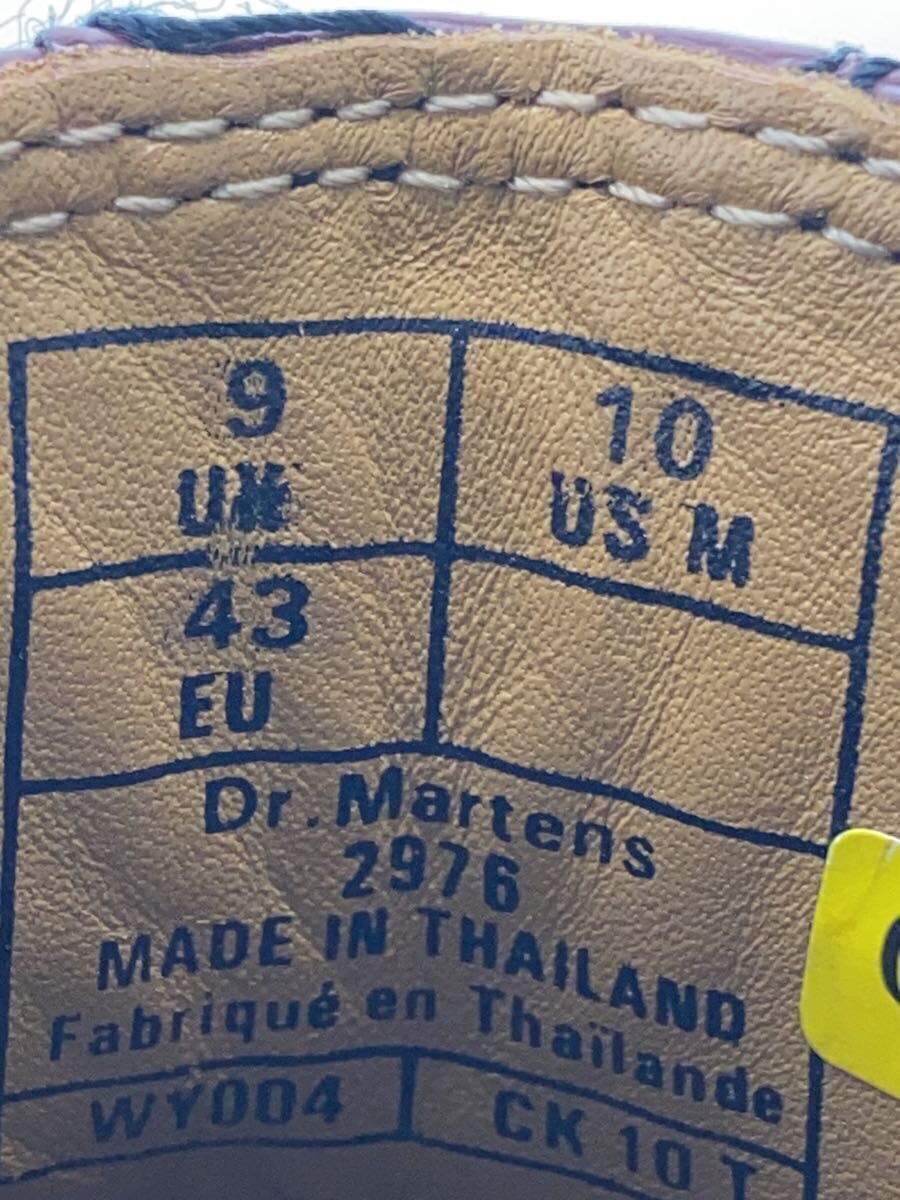 9
UK
10
US M
43
EU
Dr. Martens
2976
MADE IN THAILAND
Fabriqué en Thaïlande
WY004
CK 10 T